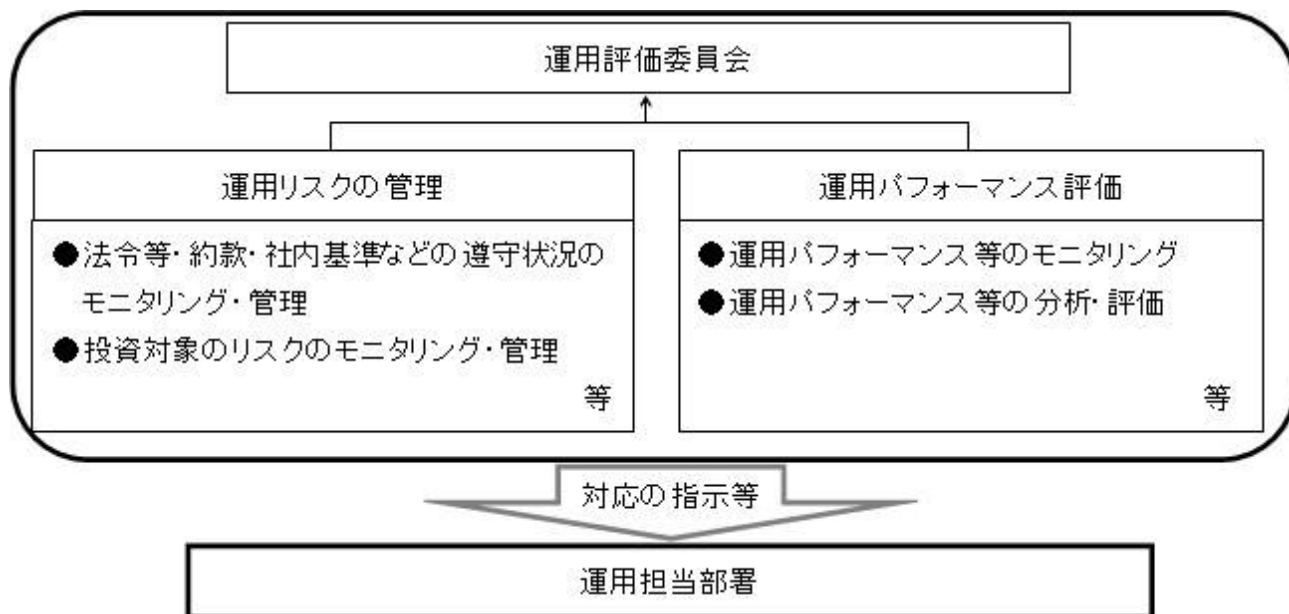 運用評価委員会
運用リスクの管理
●法令等・約款・社内基準などの遵守状況の
モニタリング・管理
●投資対象のリスクのモニタリング・管理
等
運用パフォーマンス評価
●運用パフォーマンス等のモニタリング
●運用パフォーマンス等の分析・評価
等
対応の指示等
運用担当部署